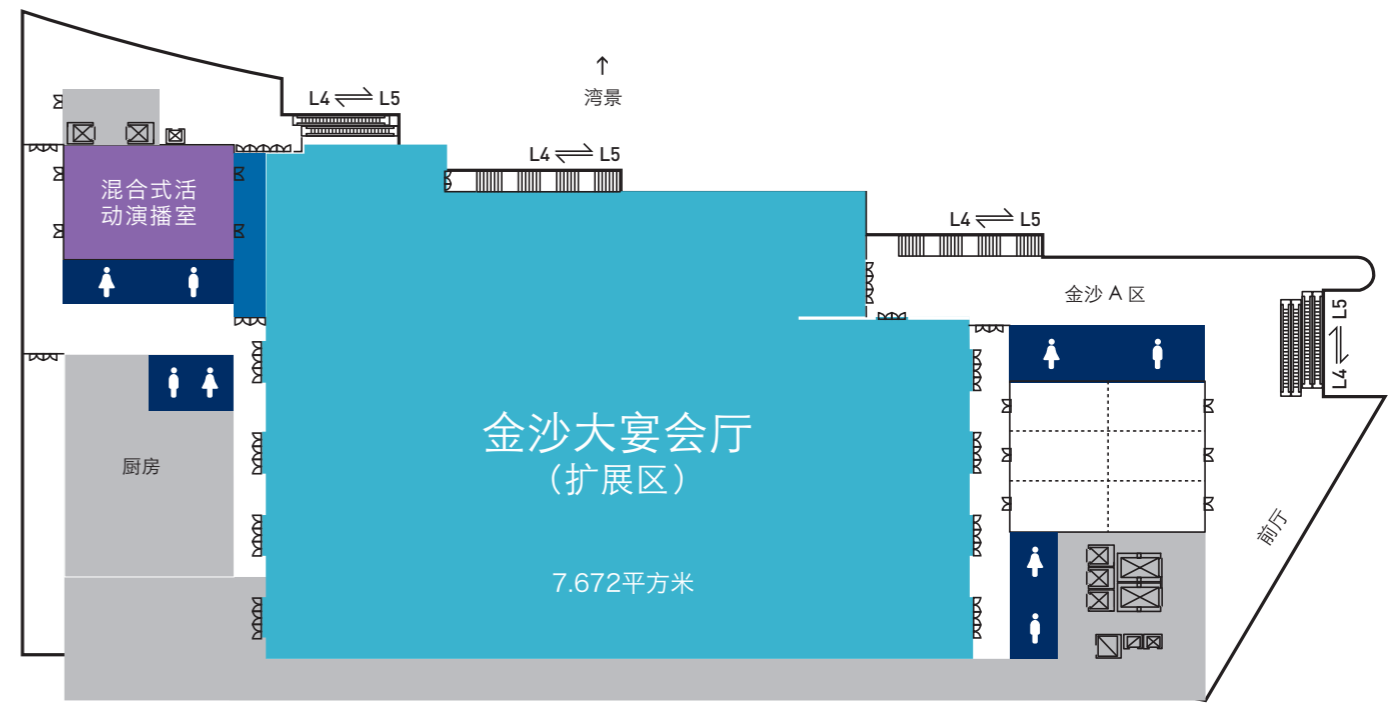 湾景
L4 L5
L4 L5
混合式活
动演播室
L4 L5
金沙 A 区
L4 L5
金沙大宴会厅
（扩展区）
厨房
前厅
7.672平方米